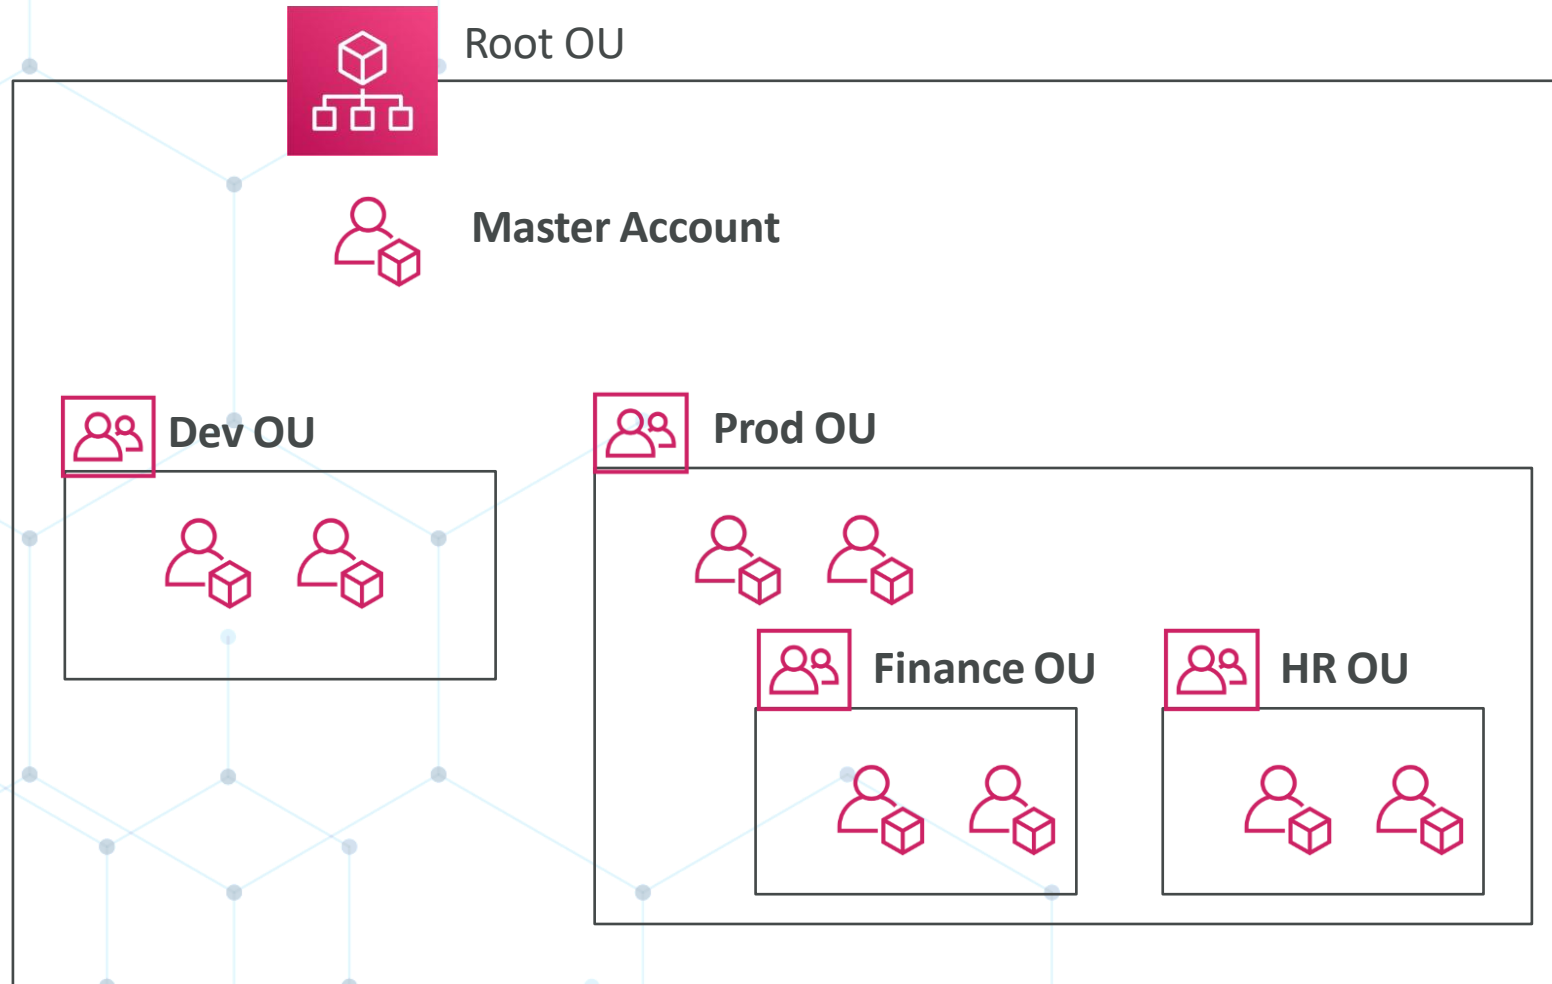 Root OU
Master Account
Dev OU
Prod OU
Finance OU
HR OU